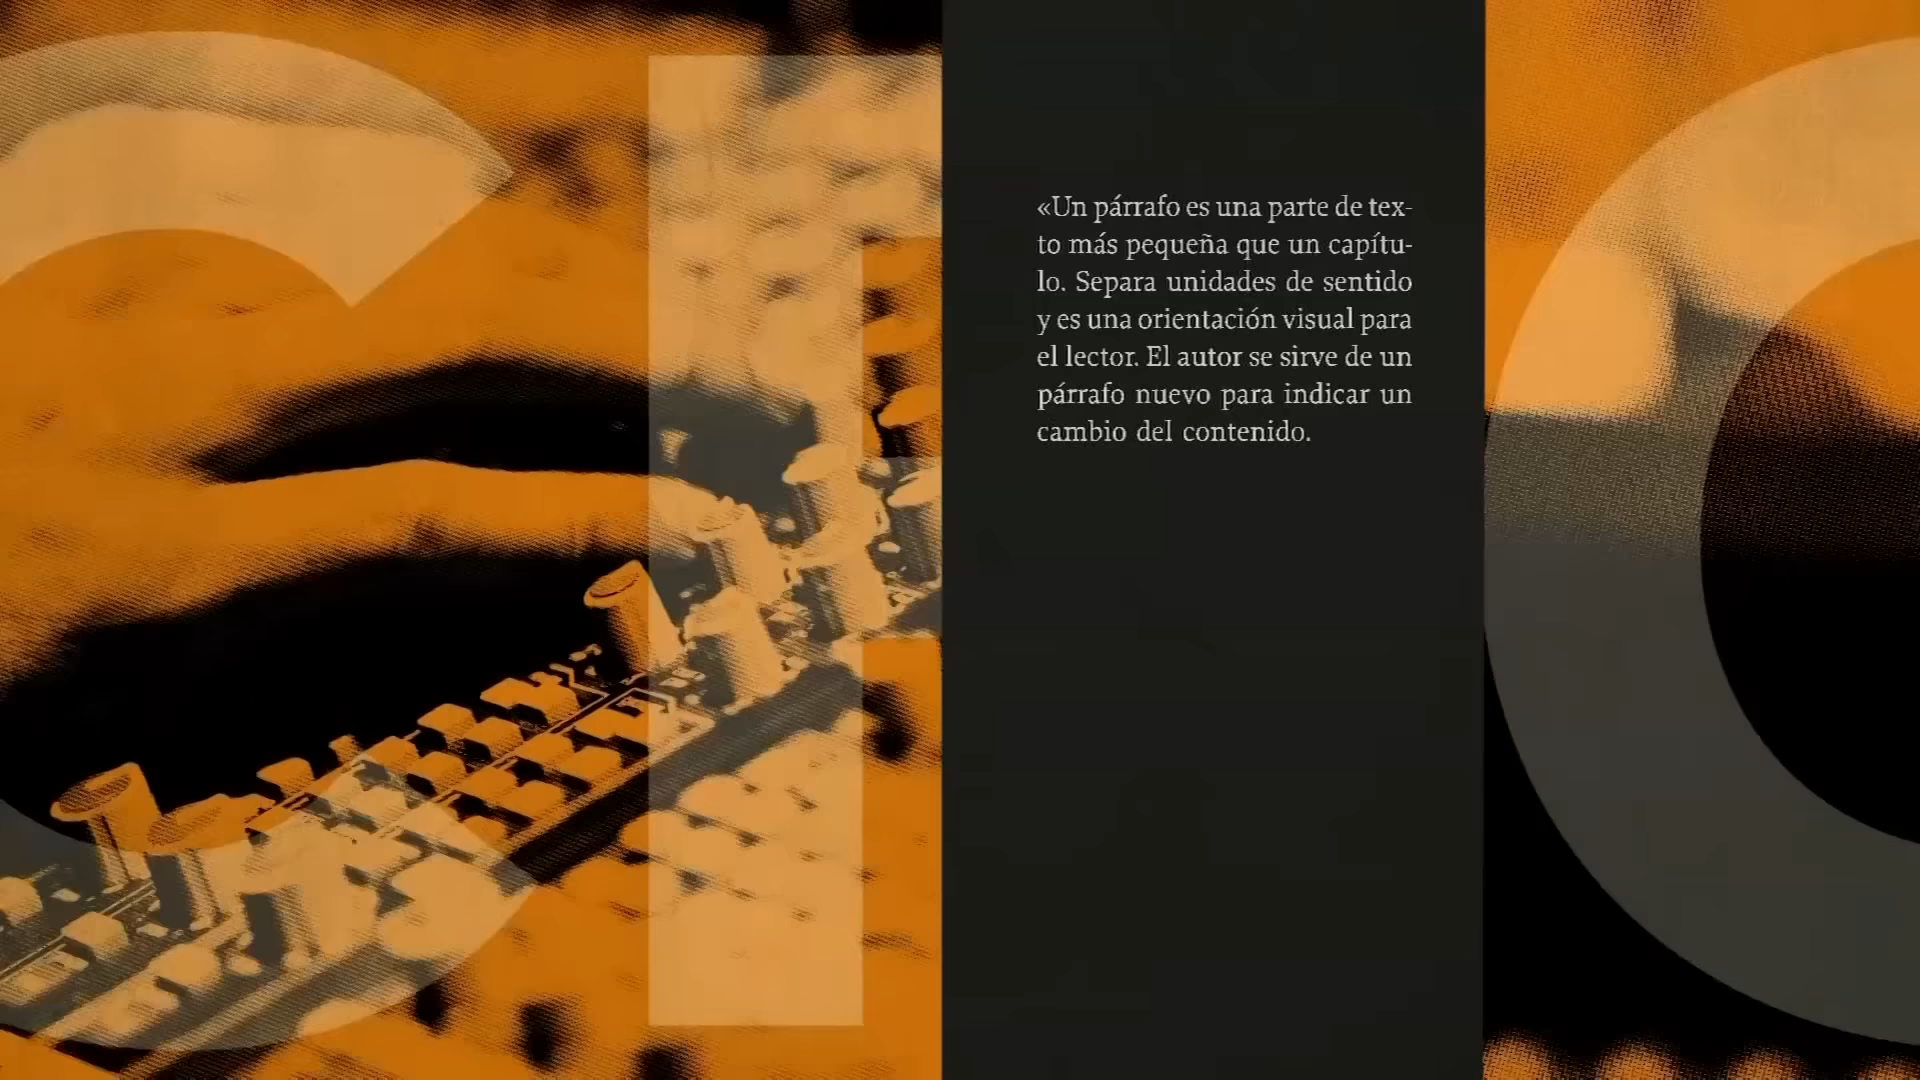 «Un párrafo es una parte de tex-
to más pequeña que un capítu-
lo. Separa unidades de sentido
y es una orientación visual para
el lector. El autor se sirve de un
párrafo nuevo para indicar un
cambio del contenido.